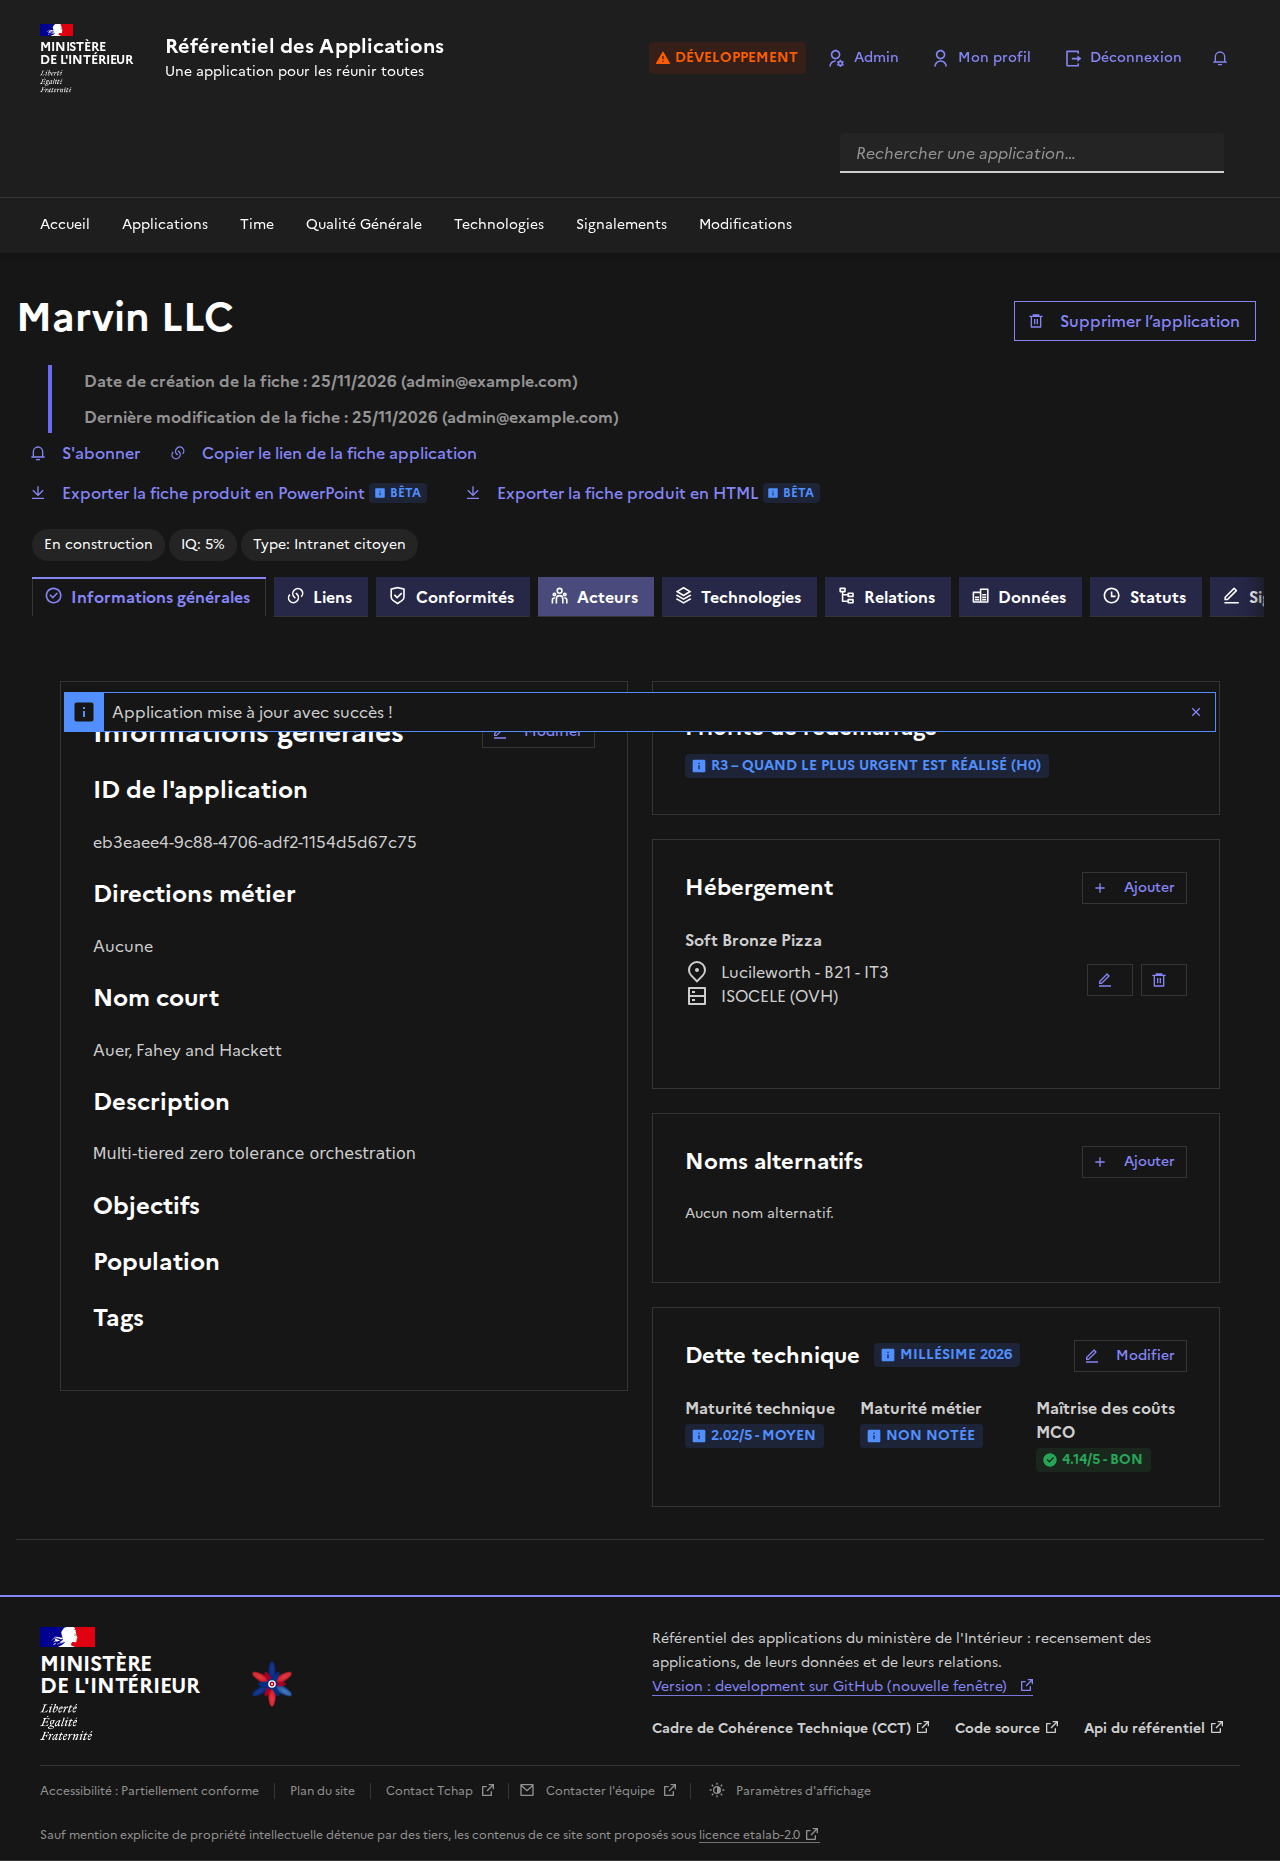 MINISTÈRE
DE L'INTÉRIEUR
Liberté
Égalité
Fraternité
Référentiel des Applications
Une application pour les réunir toutes
DÉVELOPPEMENT
Admin
Mon profil
Déconnexion
Rechercher une application…
Accueil
Applications
Time
Qualité Générale
Technologies
Signalements
Modifications
Marvin LLC
Supprimer l’application
Date de création de la fiche : 25/11/2026 (admin@example.com)
Dernière modification de la fiche : 25/11/2026 (admin@example.com)
S'abonner
Copier le lien de la fiche application
Exporter la fiche produit en PowerPoint BÊTA
Exporter la fiche produit en HTML BÊTA
En construction
IQ: 5%
Type: Intranet citoyen
Informations générales
Liens
Conformités
Acteurs
Technologies
Relations
Données
Statuts
Application mise à jour avec succès !
Informations générales
Modifier
ID de l'application
eb3eaee4-9c88-4706-adf2-1154d5d67c75
Directions métier
Aucune
Nom court
Auer, Fahey and Hackett
Description
Multi-tiered zero tolerance orchestration
Objectifs
Population
Tags
Priorité de redémarrage
R3 – QUAND LE PLUS URGENT EST RÉALISÉ (H0)
Hébergement
Ajouter
Soft Bronze Pizza
Lucileworth - B21 - IT3
ISOCELE (OVH)
Noms alternatifs
Ajouter
Aucun nom alternatif.
Dette technique
MILLÉSIME 2026
Modifier
Maturité technique
2.02/5 - MOYEN
Maturité métier
NON NOTÉE
Maîtrise des coûts
MCO
4.14/5 - BON
MINISTÈRE
DE L'INTÉRIEUR
Liberté
Égalité
Fraternité
Référentiel des applications du ministère de l'Intérieur : recensement des
applications, de leurs données et de leurs relations.
Version : development sur GitHub (nouvelle fenêtre)
Cadre de Cohérence Technique (CCT)
Code source
Api du référentiel
Accessibilité : Partiellement conforme
Plan du site
Contact Tchap
Contacter l'équipe
Paramètres d'affichage
Sauf mention explicite de propriété intellectuelle détenue par des tiers, les contenus de ce site sont proposés sous licence etalab-2.0